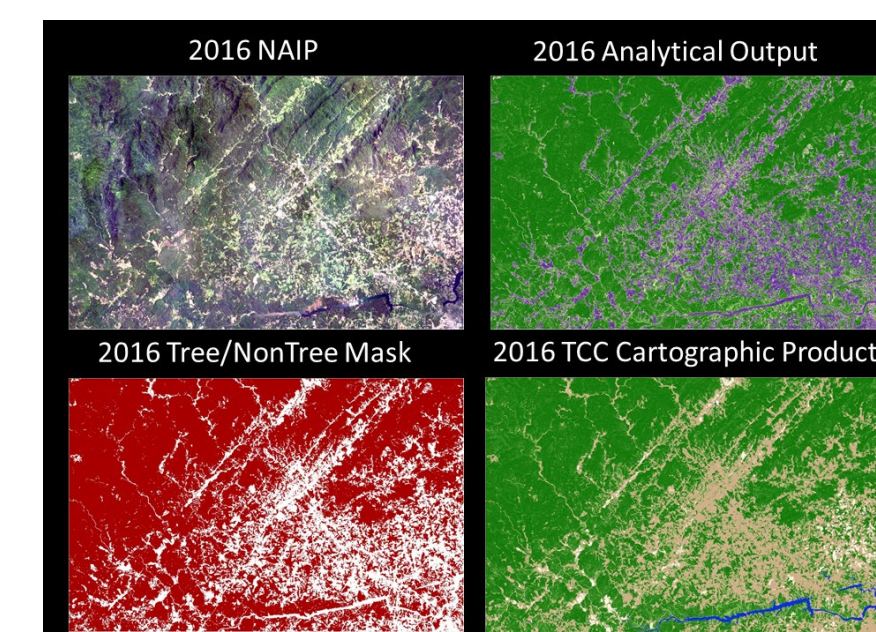 2016 NAIP
2016 Analytical Output
2016 Tree/NonTree Mask
2016 TCC Cartographic Product